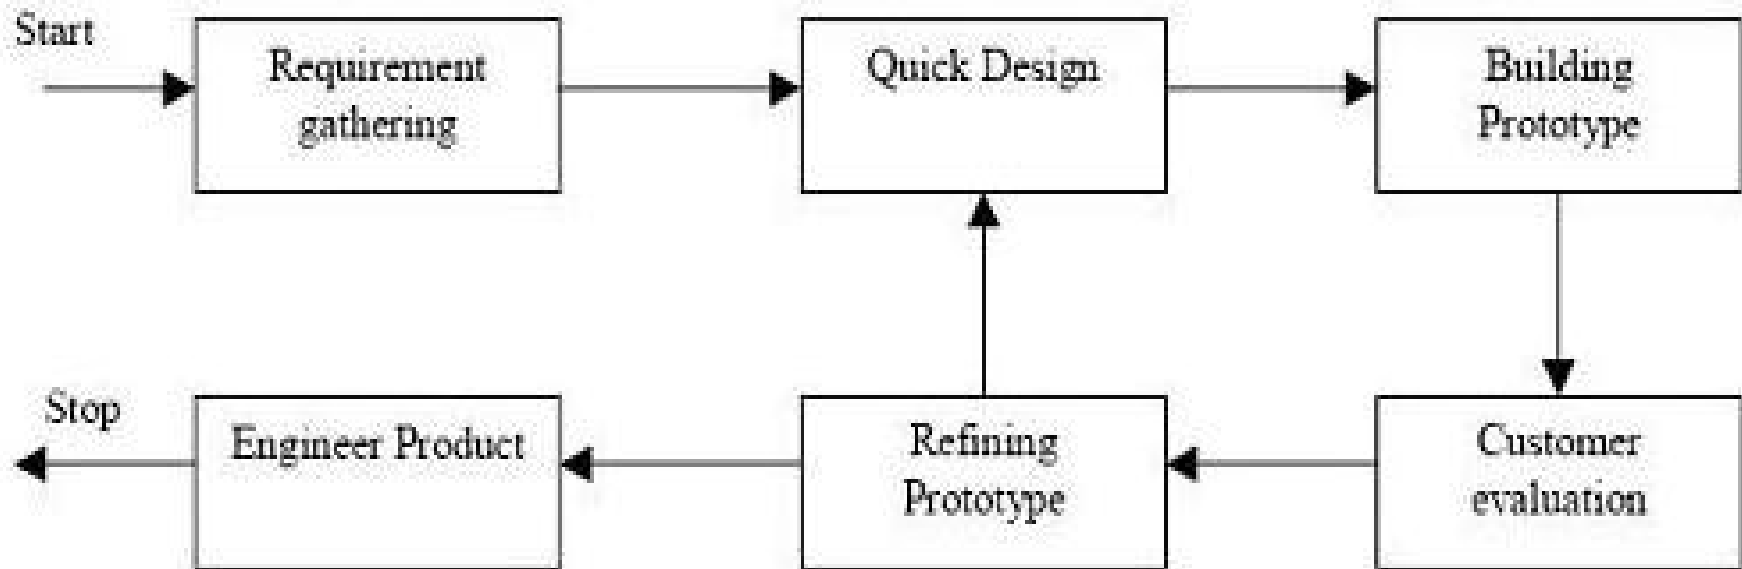 Start
Requirement
gathering
Quick Design
Building
Prototype
Stop
Engineer Product
Refining
Prototype
Customer
evaluation